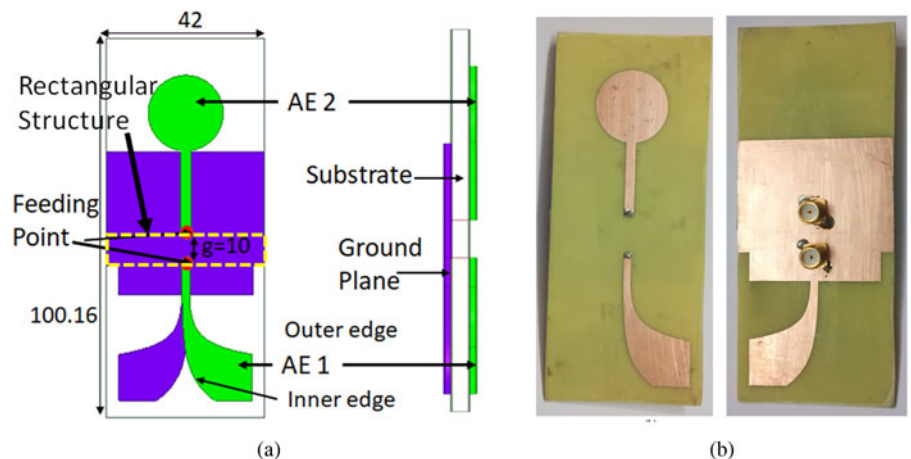 42
Rectangular
Structure
AE 2
Substrate
Feeding
Point
g=10
Ground
Plane
100.16
Outer edge
AE 1
Inner edge
(a)
(b)